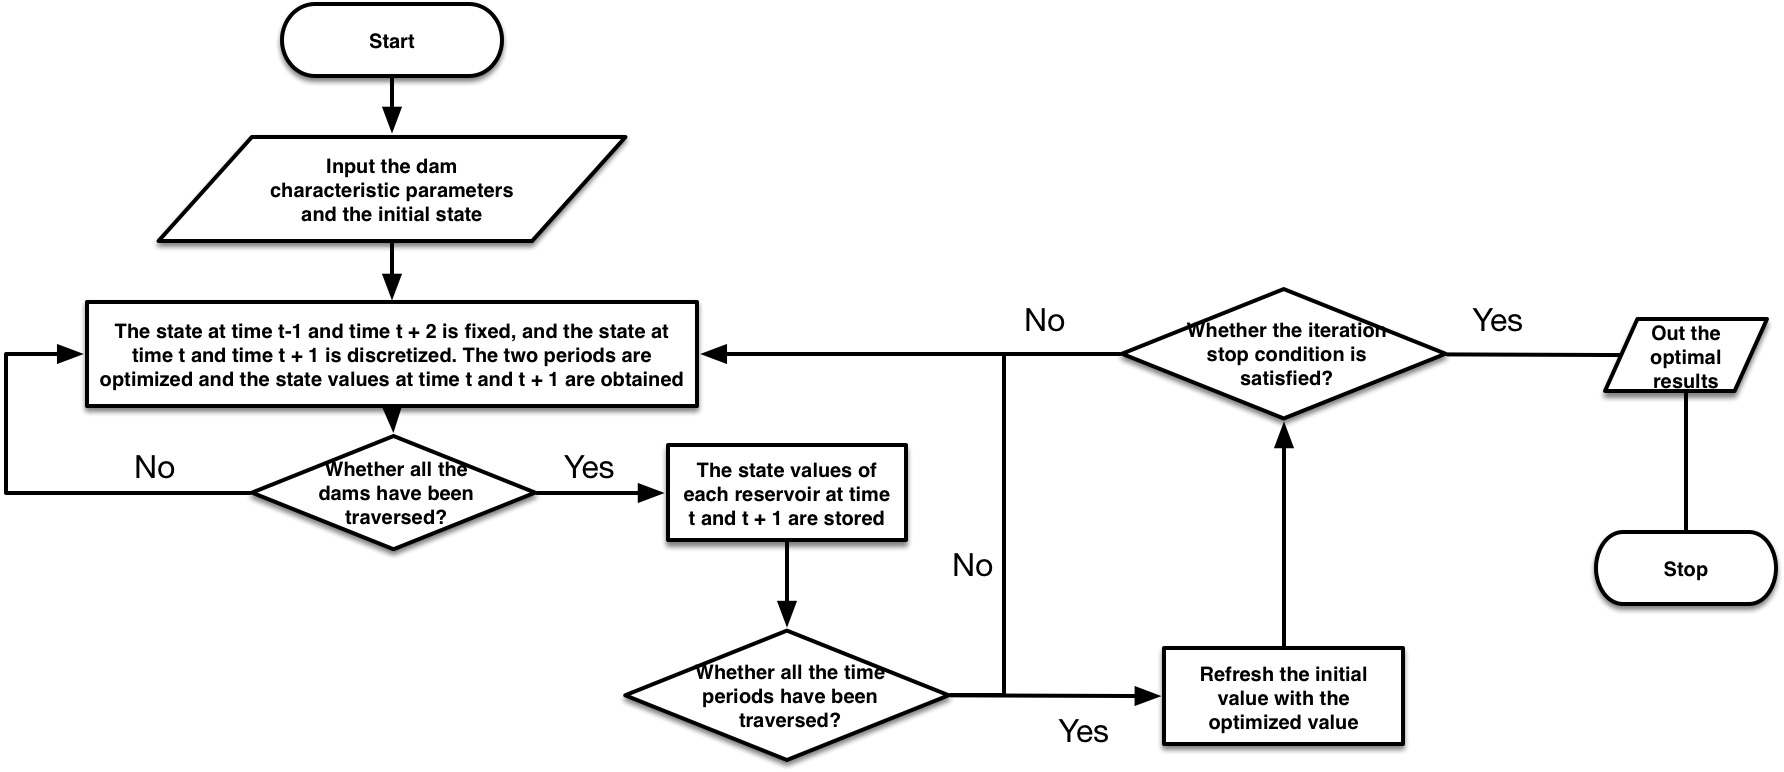 Start
Input the dam
characteristic parameters
and the initial state
The state at time t-1 and time t + 2 is fixed, and the state at
time t and time t + 1 is discretized. The two periods are
optimized and the state values at time t and t + 1 are obtained
Whether all the
dams have been
traversed?
No
Yes
The state values of
each reservoir at time
t and t + 1 are stored
Whether all the time
periods have been
traversed?
No
Yes
Refresh the initial
value with the
optimized value
Whether the iteration
stop condition is
satisfied?
No
Yes
Out the
optimal
results
Stop